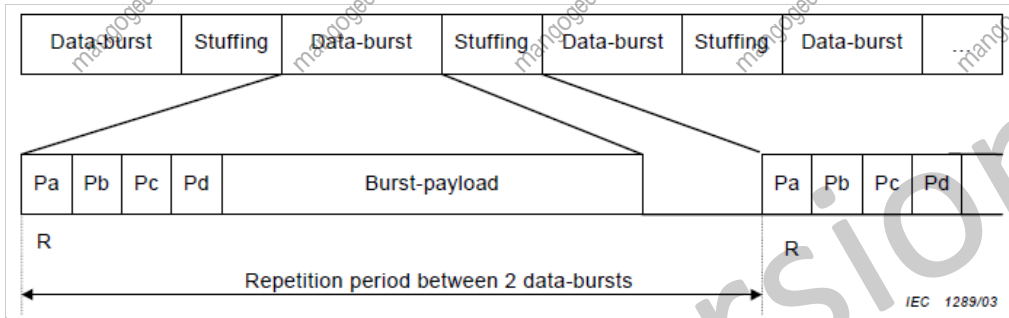 Data-burst Stuffing Data-burst Stuffing Data-burst Stuffing Data-burst ...
Pa Pb Pc Pd Burst-payload Pa Pb Pc Pd
R R
Repetition period between 2 data-bursts
IEC 1289/03